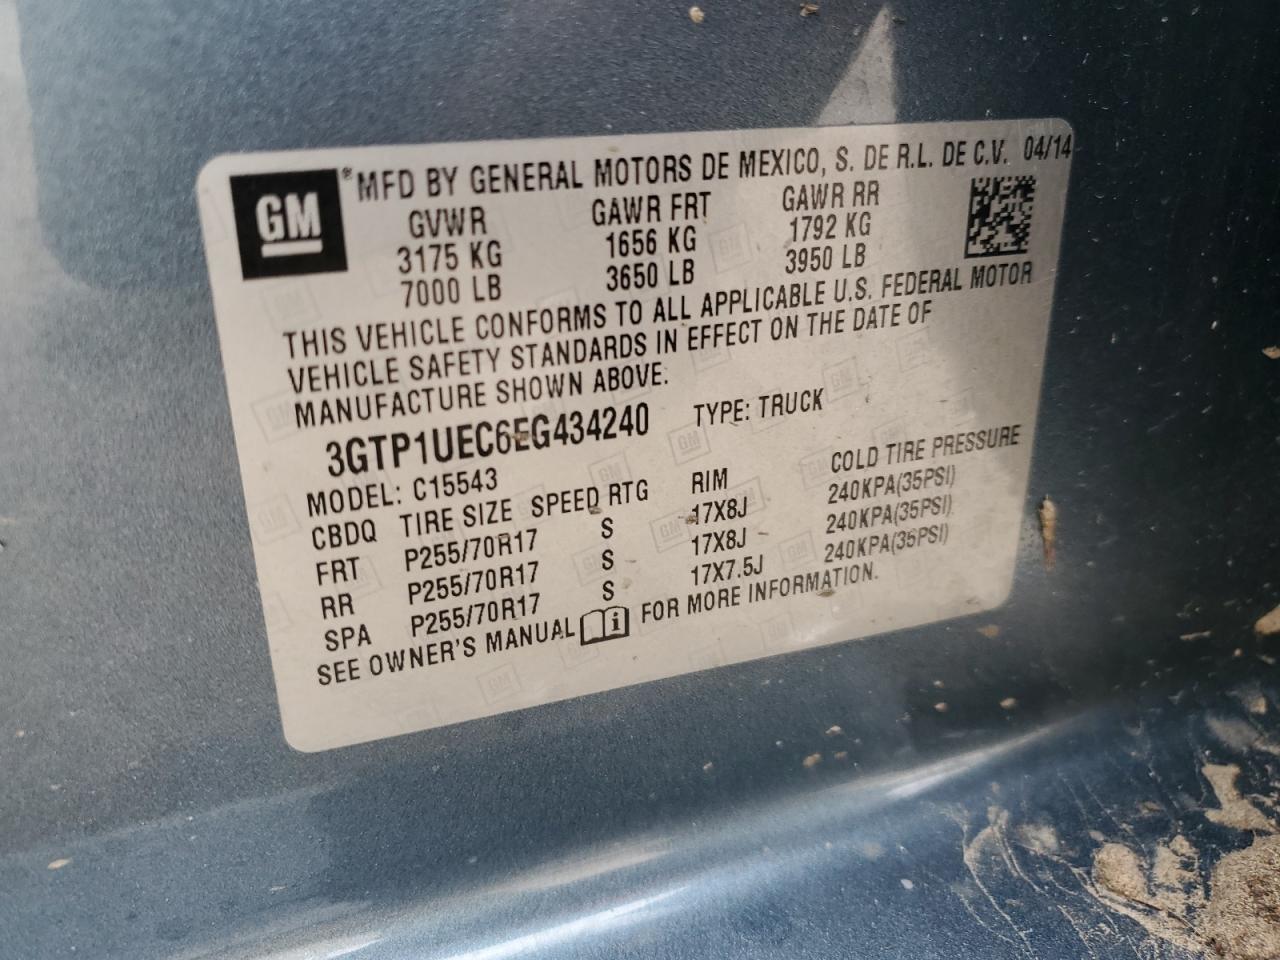 GM ® MFD BY GENERAL MOTORS DE MEXICO, S. DE R.L. DE C.V. 04/14
GVWR GAWR FRT GAWR RR
3175 KG 1656 KG 1792 KG
7000 LB 3650 LB 3950 LB
THIS VEHICLE CONFORMS TO ALL APPLICABLE U.S. FEDERAL MOTOR
VEHICLE SAFETY STANDARDS IN EFFECT ON THE DATE OF
MANUFACTURE SHOWN ABOVE.
3GTP1UEC6EG434240 TYPE: TRUCK
MODEL: C15543
CBDQ TIRE SIZE SPEED RTG RIM COLD TIRE PRESSURE
FRT P255/70R17 S 17X8J 240KPA(35PSI)
RR P255/70R17 S 17X8J 240KPA(35PSI)
SPA P255/70R17 S 17X7.5J 240KPA(35PSI)
SEE OWNER'S MANUAL i FOR MORE INFORMATION.